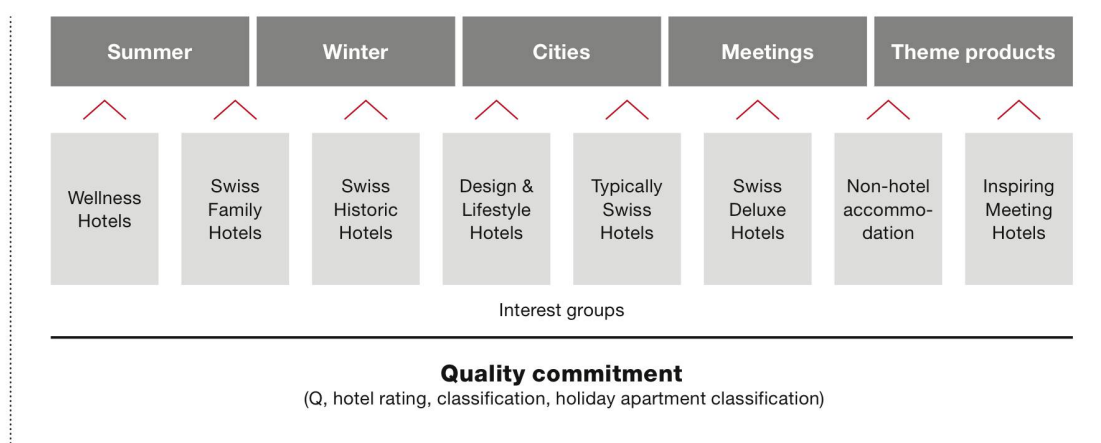 Summer
Winter
Cities
Meetings
Theme products
Wellness
Hotels
Swiss
Family
Hotels
Swiss
Historic
Hotels
Design &
Lifestyle
Hotels
Typically
Swiss
Hotels
Swiss
Deluxe
Hotels
Non-hotel
accommo-
dation
Inspiring
Meeting
Hotels
Interest groups
Quality commitment
(Q, hotel rating, classification, holiday apartment classification)